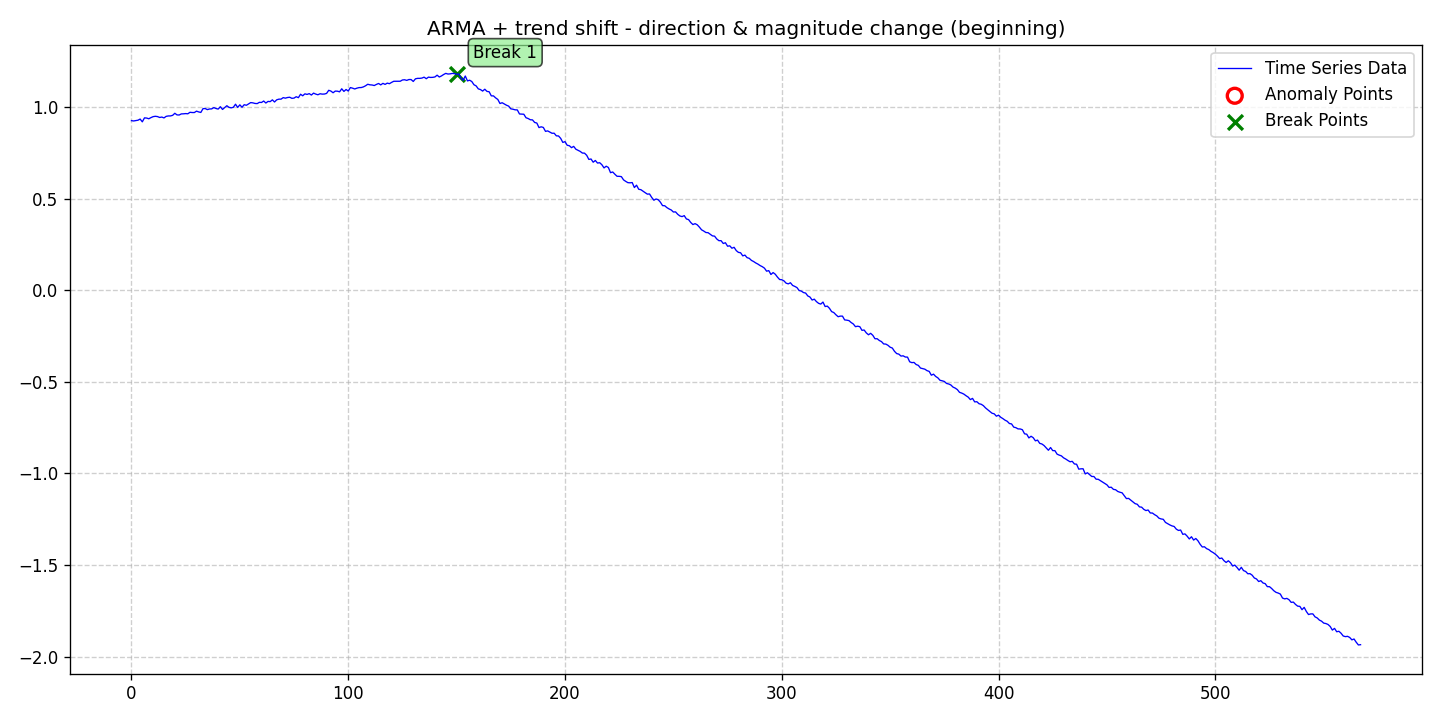 ARMA + trend shift - direction & magnitude change (beginning)
Break 1
Time Series Data
Anomaly Points
Break Points
1.0
0.5
0.0
−0.5
−1.0
−1.5
−2.0
0 100 200 300 400 500